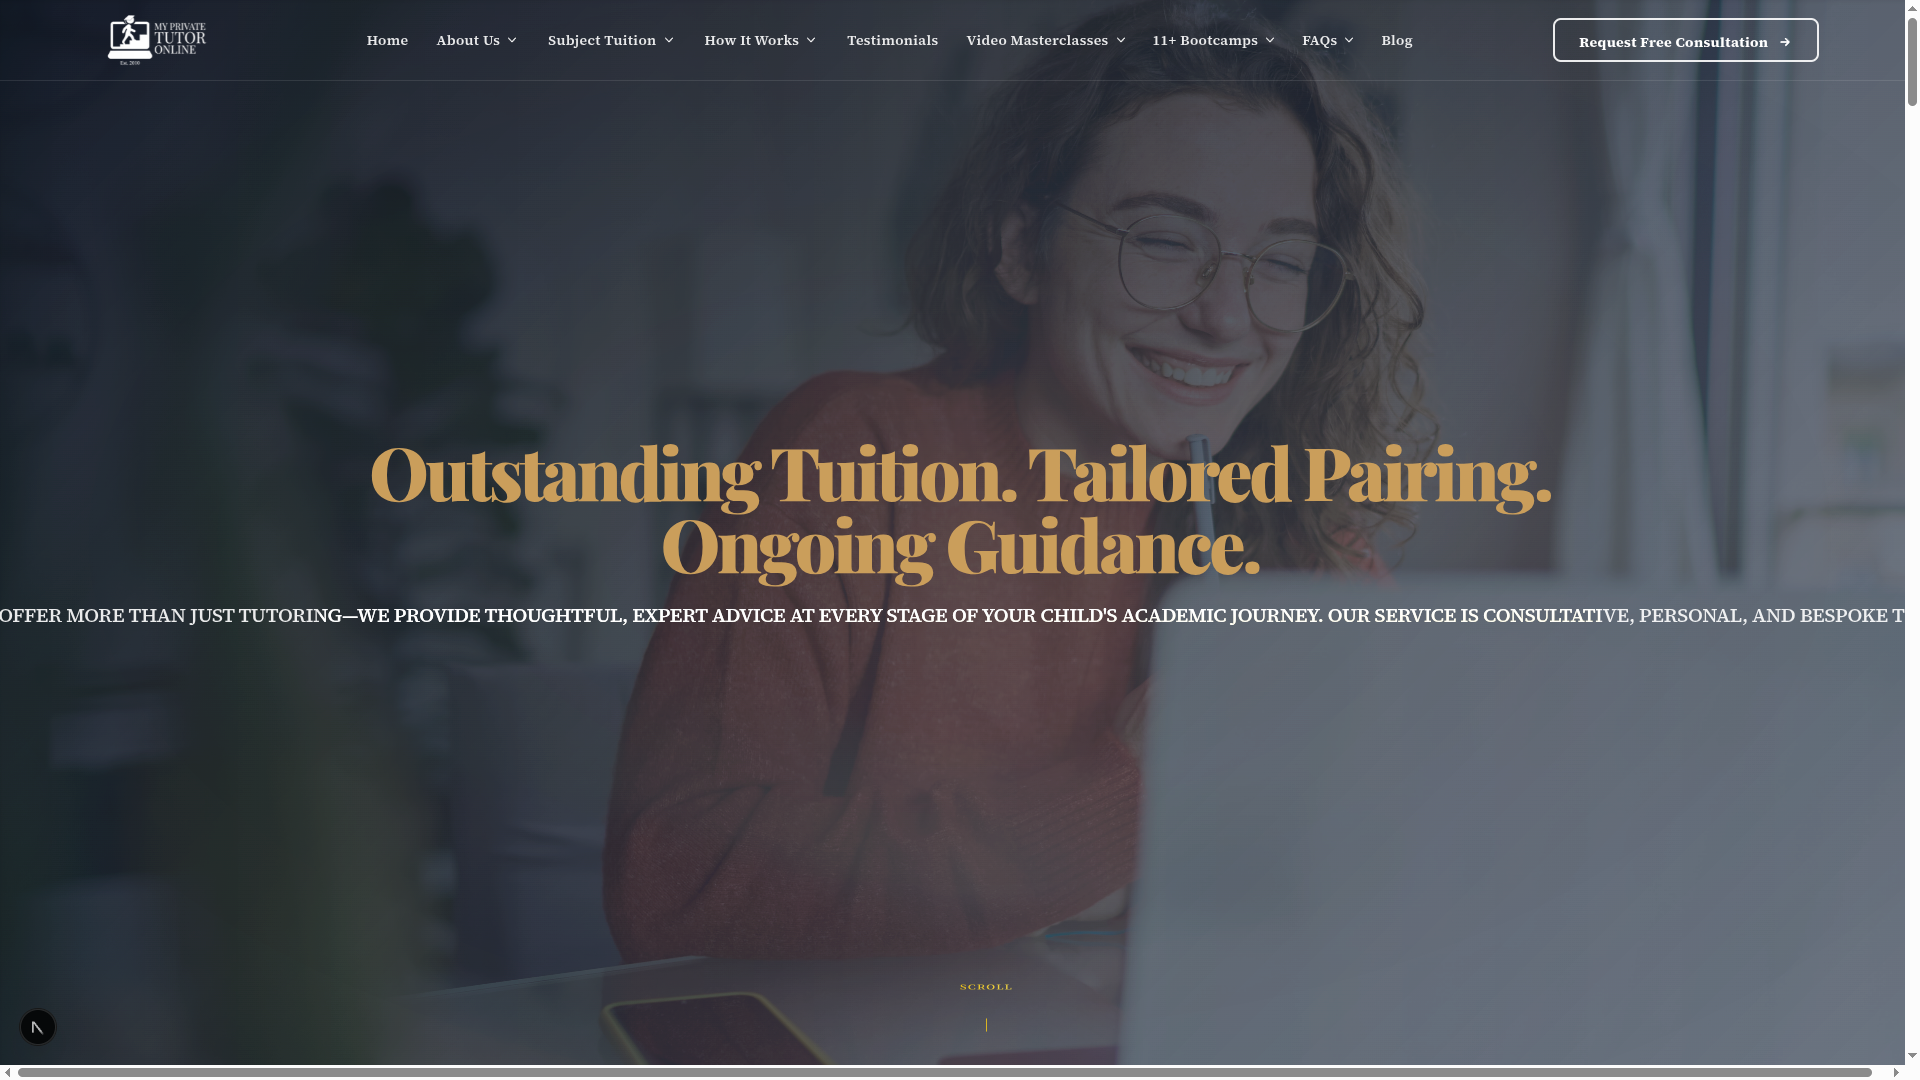 MY PRIVATE
TUTOR
ONLINE
Est. 2010
Home
About Us
Subject Tuition
How It Works
Testimonials
Video Masterclasses
11+ Bootcamps
FAQs
Blog
Request Free Consultation
Outstanding Tuition. Tailored Pairing.
Ongoing Guidance.
OFFER MORE THAN JUST TUTORING—WE PROVIDE THOUGHTFUL, EXPERT ADVICE AT EVERY STAGE OF YOUR CHILD'S ACADEMIC JOURNEY. OUR SERVICE IS CONSULTATIVE, PERSONAL, AND BESPOKE T
SCROLL